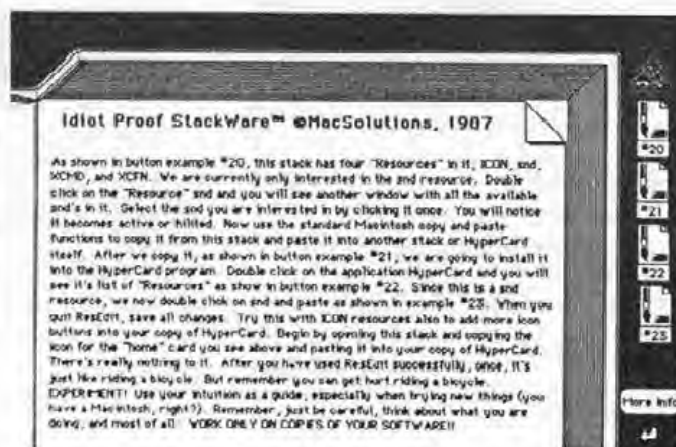 Idiot Proof StackWare™ ©MacSolutions, 1987
As shown in button example #20, this stack has four "Resources" in it, ICON, snd,
XCMD, and XCFN. We are currently only interested in the snd resource. Double
click on the "Resource" snd and you will see another window with all the available
snd's in it. Select the snd you are interested in by clicking it once. You will notice
it becomes active or hilited. Now use the standard Macintosh copy and paste
functions to copy it from this stack and paste it into another stack or HyperCard
itself. After we copy it, as shown in button example #21, we are going to install it
into the HyperCard program. Double click on the application HyperCard and you will
see it's list of "Resources" as show in button example #22. Since this is a snd
resource, we now double click on snd and paste as shown in example #23. When you
quit ResEdit, save all changes. Try this with ICON resources also to add more icon
buttons into your copy of HyperCard. Begin by opening this stack and copying the
icon for the "home" card you see above and pasting it into your copy of HyperCard.
There's really nothing to it. After you have used ResEdit successfully, once, it's
just like riding a bicycle. But remember you can get hurt riding a bicycle.
EXPERIMENT! Use your intuition as a guide, especially when trying new things (you
have a Macintosh, right?). Remember, just be careful, think about what you are
doing, and most of all WORK ONLY ON COPIES OF YOUR SOFTWARE!!
#20
#21
#22
#23
More Info